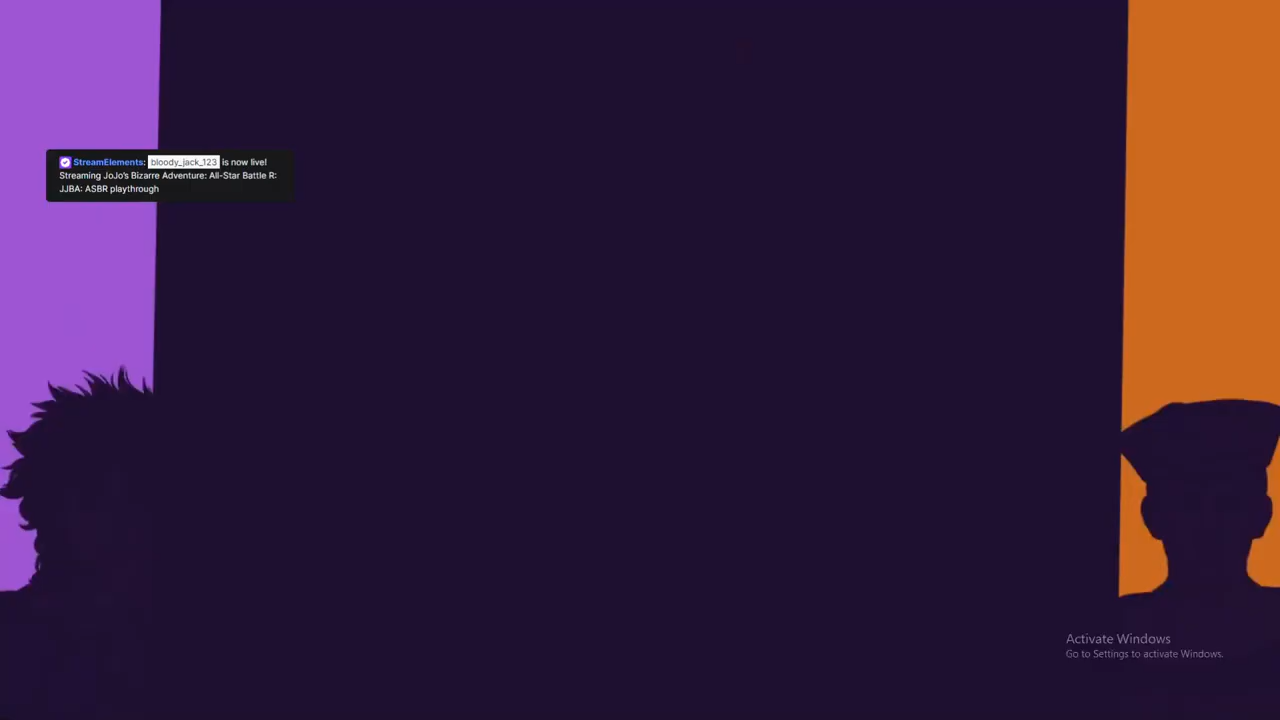 StreamElements: bloody_jack_123 is now live!
Streaming JoJo's Bizarre Adventure: All-Star Battle R:
JJBA: ASBR playthrough
Activate Windows
Go to Settings to activate Windows.